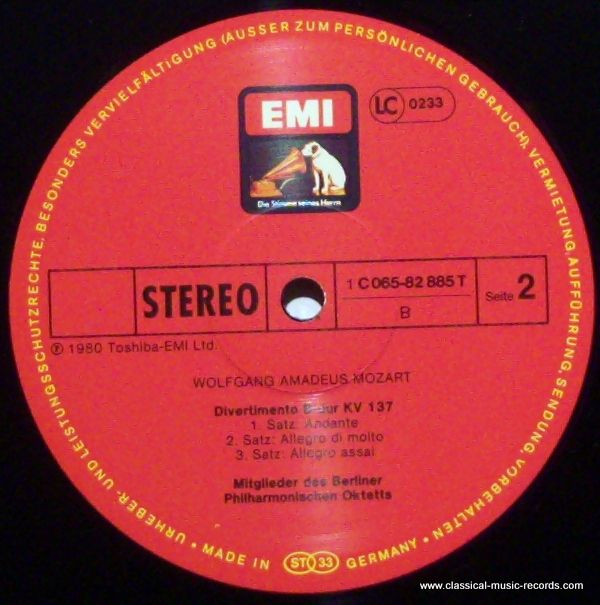 URHEBER- UND LEISTUNGSSCHUTZRECHTE, BESONDERS VERVIELFÄLTIGUNG (AUSSER ZUM PERSÖNLICHEN GEBRAUCH), VERMIETUNG, AUFFÜHRUNG, SENDUNG, VORBEHALTEN •
EMI
LC 0233
Die Stimme seines Herrn
STEREO
1 C 065-82 885 T
B
Seite 2
℗ 1980 Toshiba-EMI Ltd.
WOLFGANG AMADEUS MOZART
Divertimento B-dur KV 137
1. Satz: Andante
2. Satz: Allegro di molto
3. Satz: Allegro assai
Mitglieder des Berliner
Philharmonischen Oktetts
• MADE IN ST 33 GERMANY •
www.classical-music-records.com